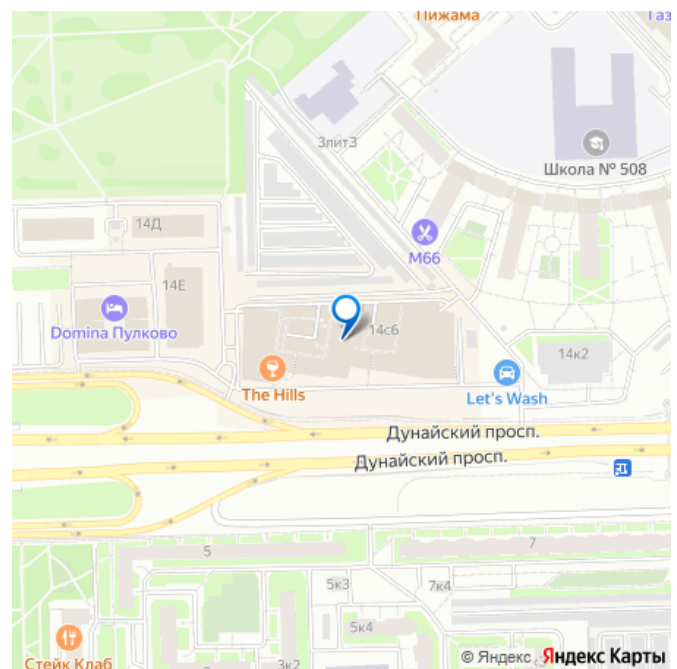 Пижама
Газ
3литЗ
Школа № 508
М66
14Д
14Е
Domina Пулково
14с6
14к2
The Hills
Let's Wash
Дунайский просп.
Дунайский просп.
5
7
5к3
7к4
5к4
3
3к2
Стейк Клаб
© Яндекс Яндекс Карты